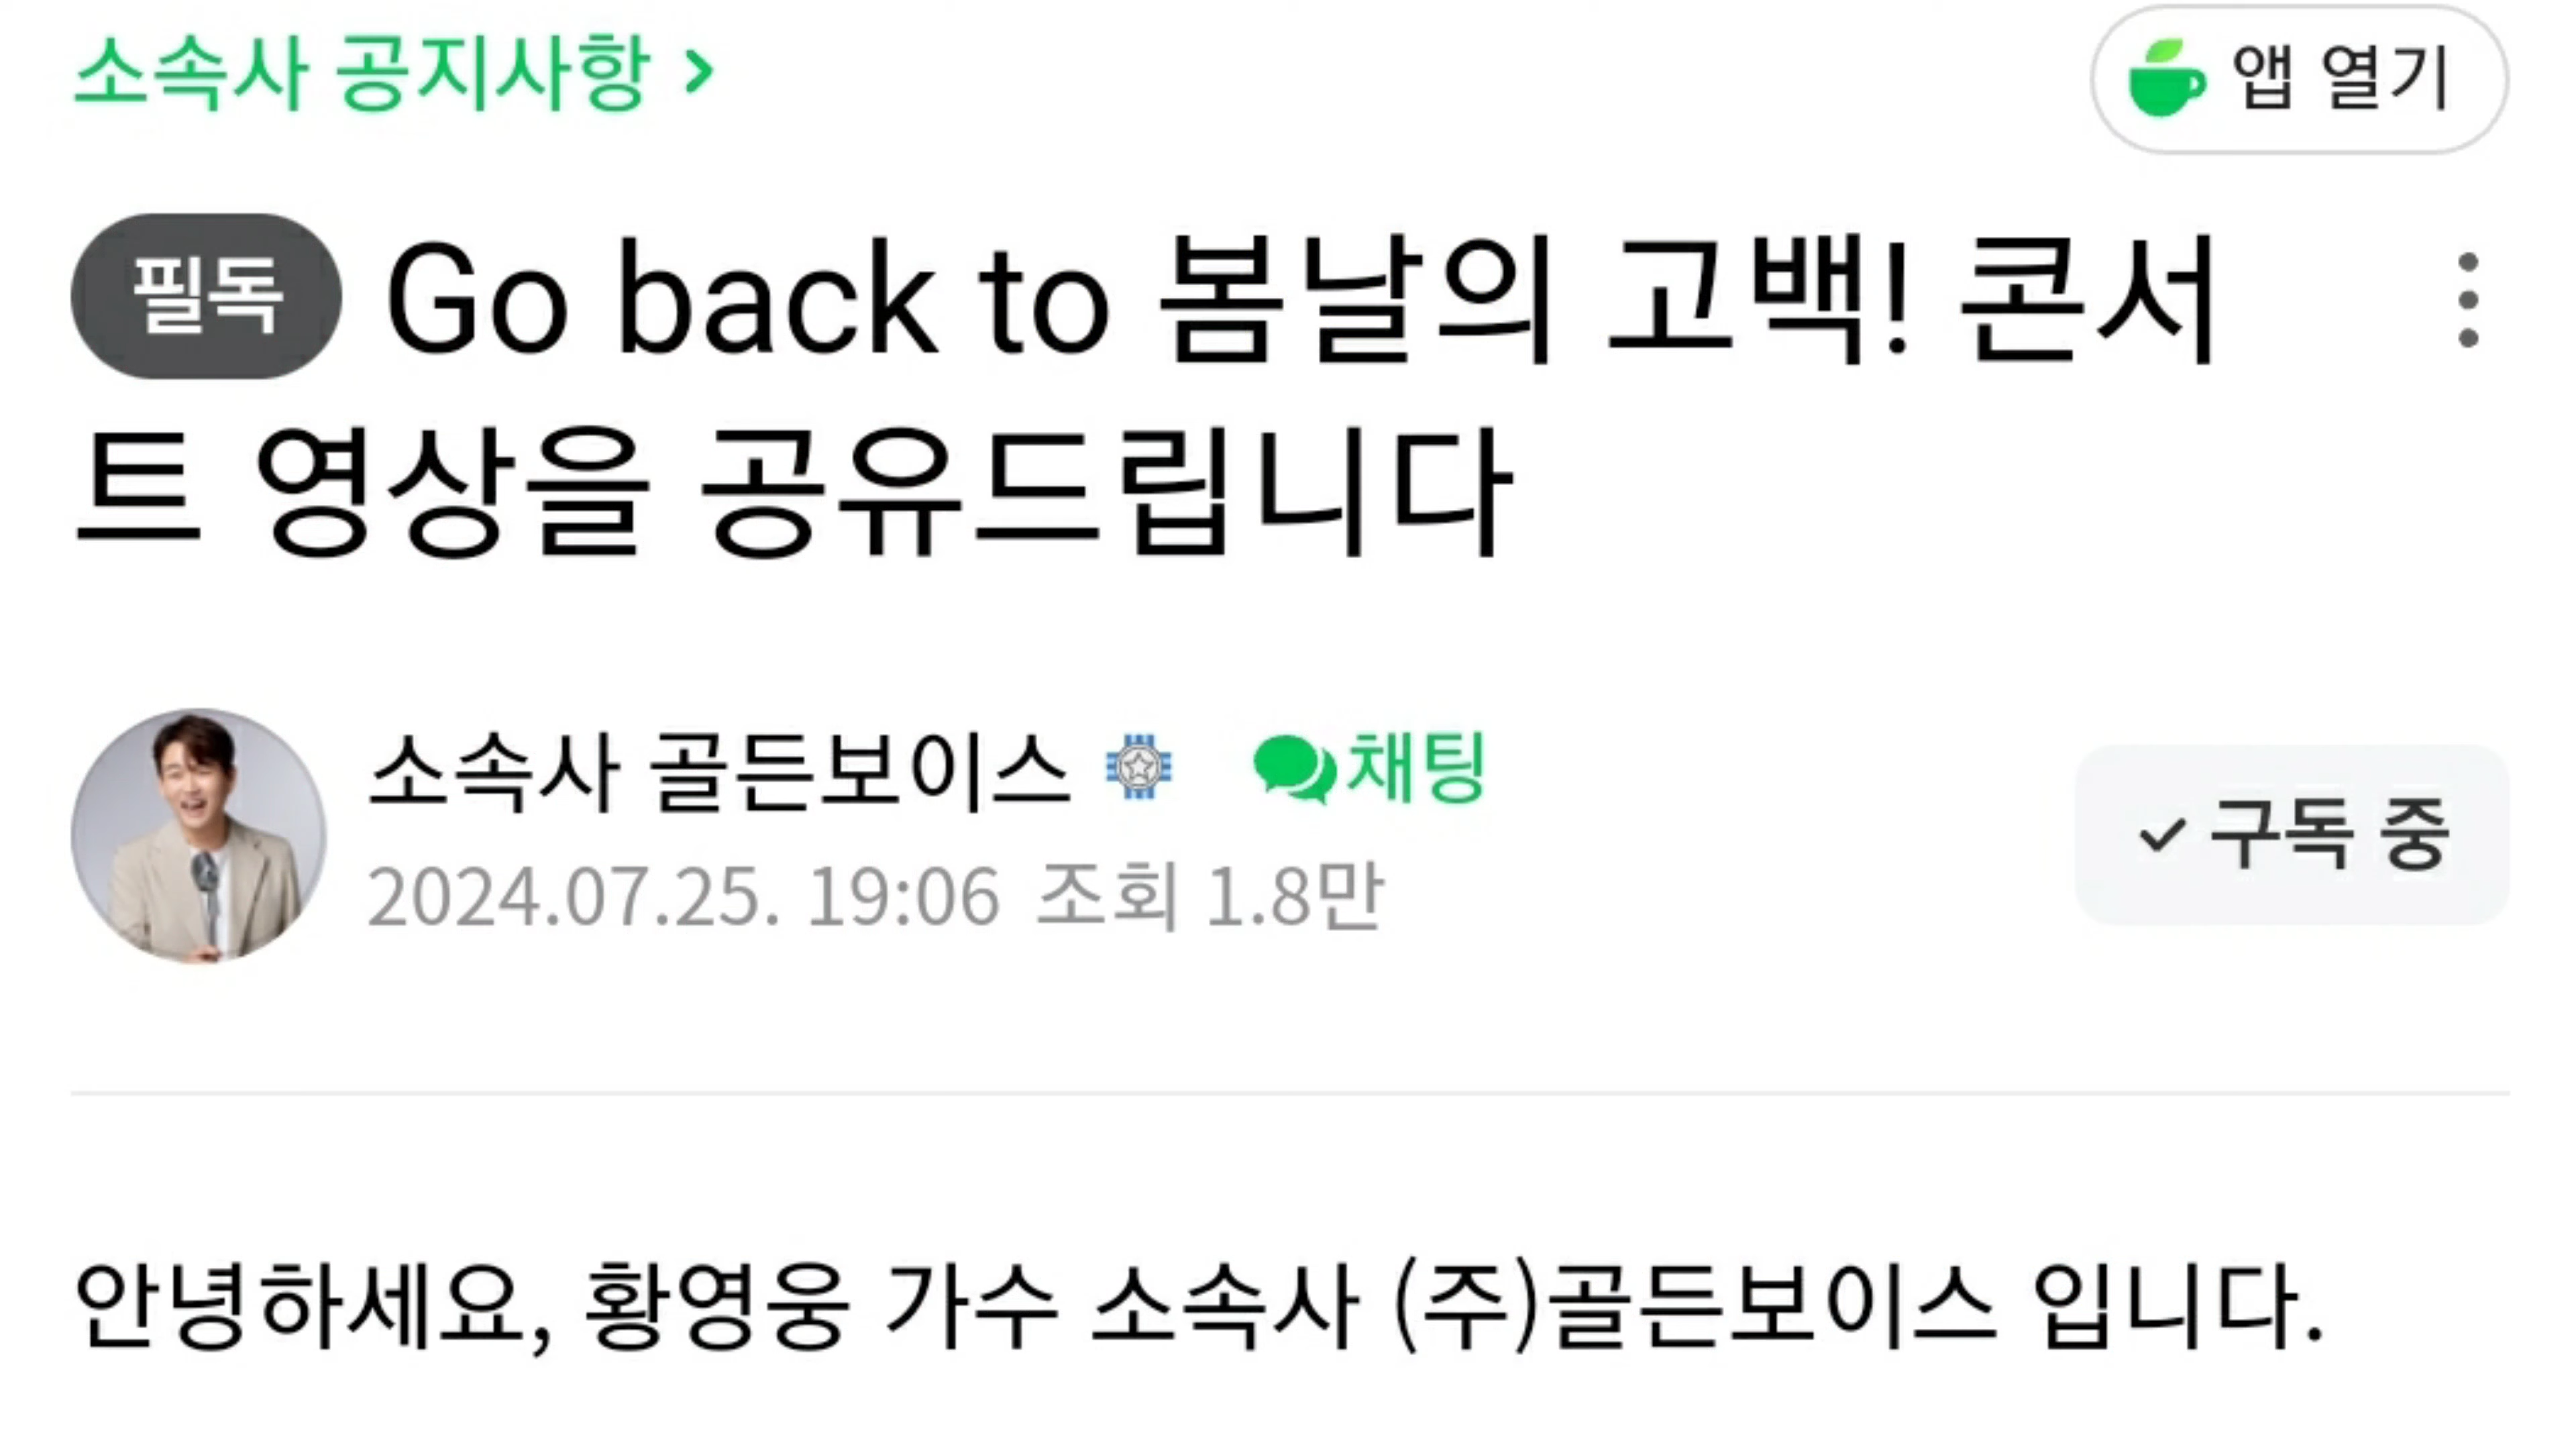 소속사 공지사항 >
앱 열기
필독 Go back to 봄날의 고백! 콘서
트 영상을 공유드립니다
소속사 골든보이스 채팅
2024.07.25. 19:06 조회 1.8만
구독 중
안녕하세요, 황영웅 가수 소속사 (주)골든보이스 입니다.